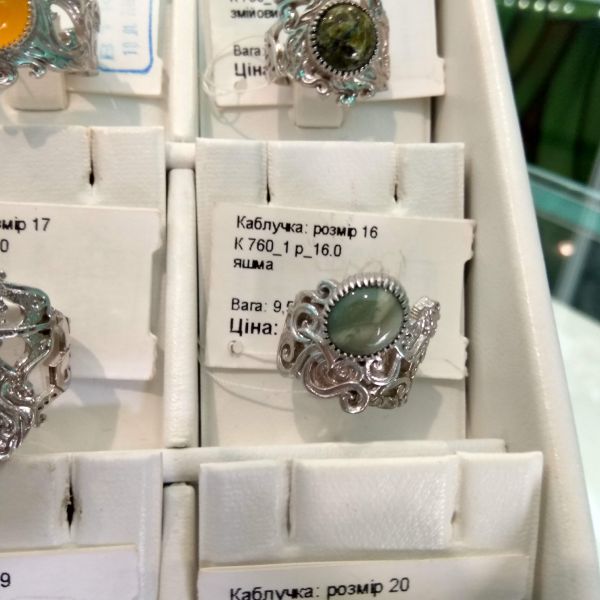 Вага:
Ціна:
розмір 17
Каблучка: розмір 16
К 760_1 р_16.0
яшма
Вага: 9,
Ціна:
Каблучка: розмір 20